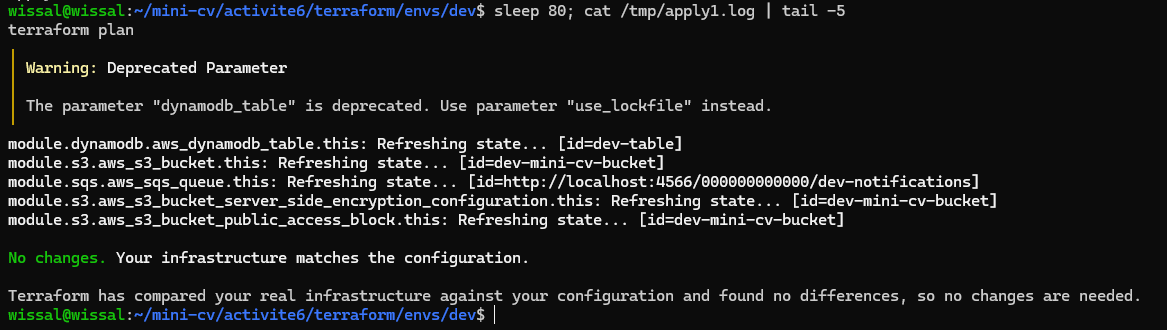 wissal@wissal:~/mini-cv/activite6/terraform/envs/dev$ sleep 80; cat /tmp/apply1.log | tail -5
terraform plan
Warning: Deprecated Parameter
The parameter "dynamodb_table" is deprecated. Use parameter "use_lockfile" instead.
module.dynamodb.aws_dynamodb_table.this: Refreshing state... [id=dev-table]
module.s3.aws_s3_bucket.this: Refreshing state... [id=dev-mini-cv-bucket]
module.sqs.aws_sqs_queue.this: Refreshing state... [id=http://localhost:4566/000000000000/dev-notifications]
module.s3.aws_s3_bucket_server_side_encryption_configuration.this: Refreshing state... [id=dev-mini-cv-bucket]
module.s3.aws_s3_bucket_public_access_block.this: Refreshing state... [id=dev-mini-cv-bucket]
No changes. Your infrastructure matches the configuration.
Terraform has compared your real infrastructure against your configuration and found no differences, so no changes are needed.
wissal@wissal:~/mini-cv/activite6/terraform/envs/dev$